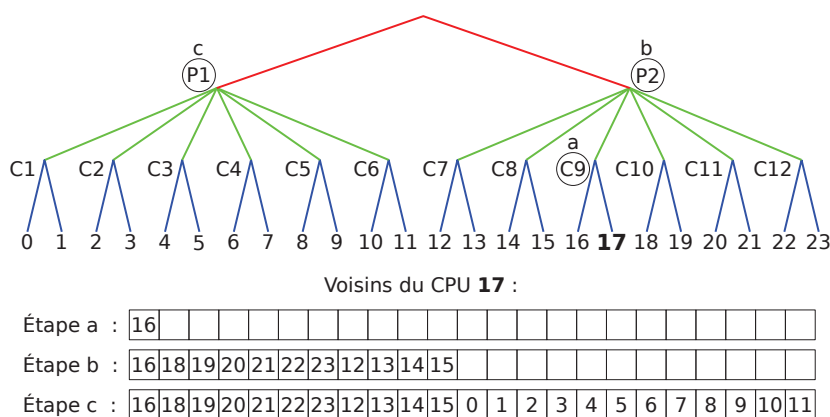 c
P1
b
P2
a
C1 C2 C3 C4 C5 C6 C7 C8 C9 C10 C11 C12
0 1 2 3 4 5 6 7 8 9 10 11 12 13 14 15 16 17 18 19 20 21 22 23
Voisins du CPU 17 :
Étape a : 16
Étape b : 16 18 19 20 21 22 23 12 13 14 15
Étape c : 16 18 19 20 21 22 23 12 13 14 15 0 1 2 3 4 5 6 7 8 9 10 11